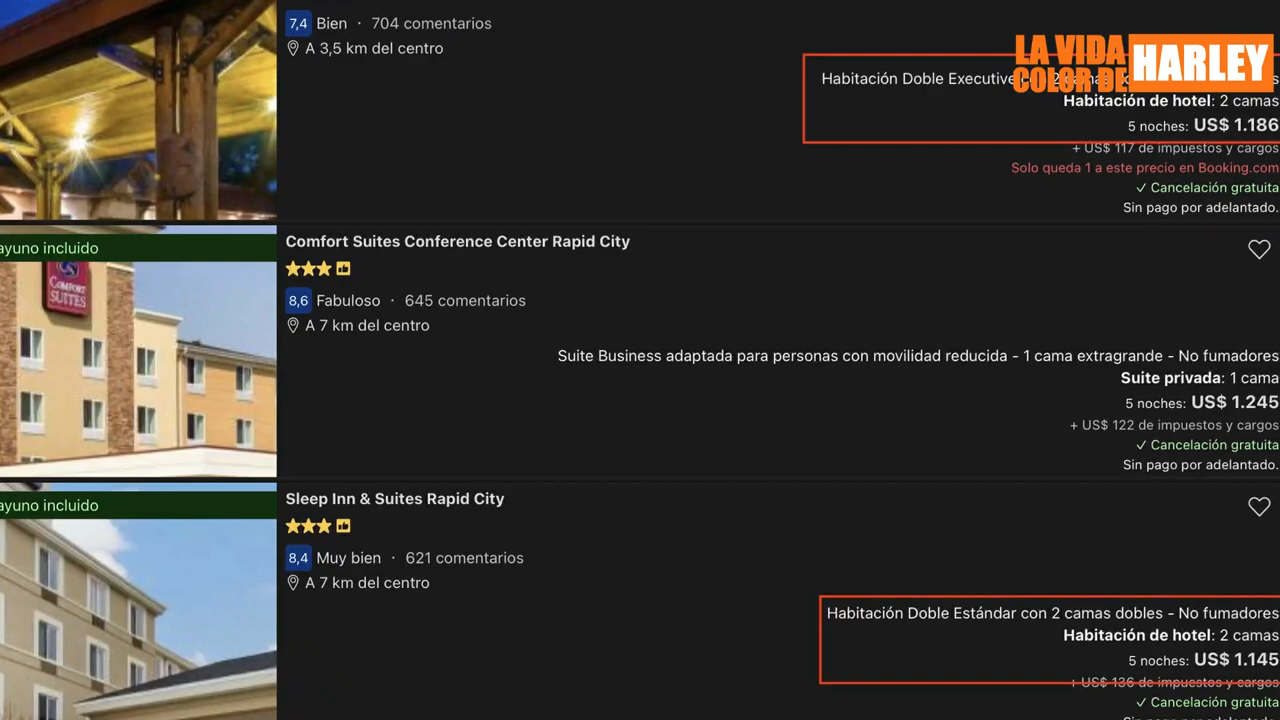 7,4 Bien · 704 comentarios
A 3,5 km del centro
LA VIDA
COLOR DE
HARLEY
Habitación Doble Executive
Habitación de hotel: 2 camas
5 noches: US$ 1.186
+ US$ 117 de impuestos y cargos
Solo queda 1 a este precio en Booking.com
✓ Cancelación gratuita
Sin pago por adelantado.
ayuno incluido
COMFORT
SUITES
Comfort Suites Conference Center Rapid City
8,6 Fabuloso · 645 comentarios
A 7 km del centro
Suite Business adaptada para personas con movilidad reducida - 1 cama extragrande - No fumadores
Suite privada: 1 cama
5 noches: US$ 1.245
+ US$ 122 de impuestos y cargos
✓ Cancelación gratuita
Sin pago por adelantado.
ayuno incluido
Sleep Inn & Suites Rapid City
8,4 Muy bien · 621 comentarios
A 7 km del centro
Habitación Doble Estándar con 2 camas dobles - No fumadores
Habitación de hotel: 2 camas
5 noches: US$ 1.145
+ US$ 136 de impuestos y cargos
✓ Cancelación gratuita